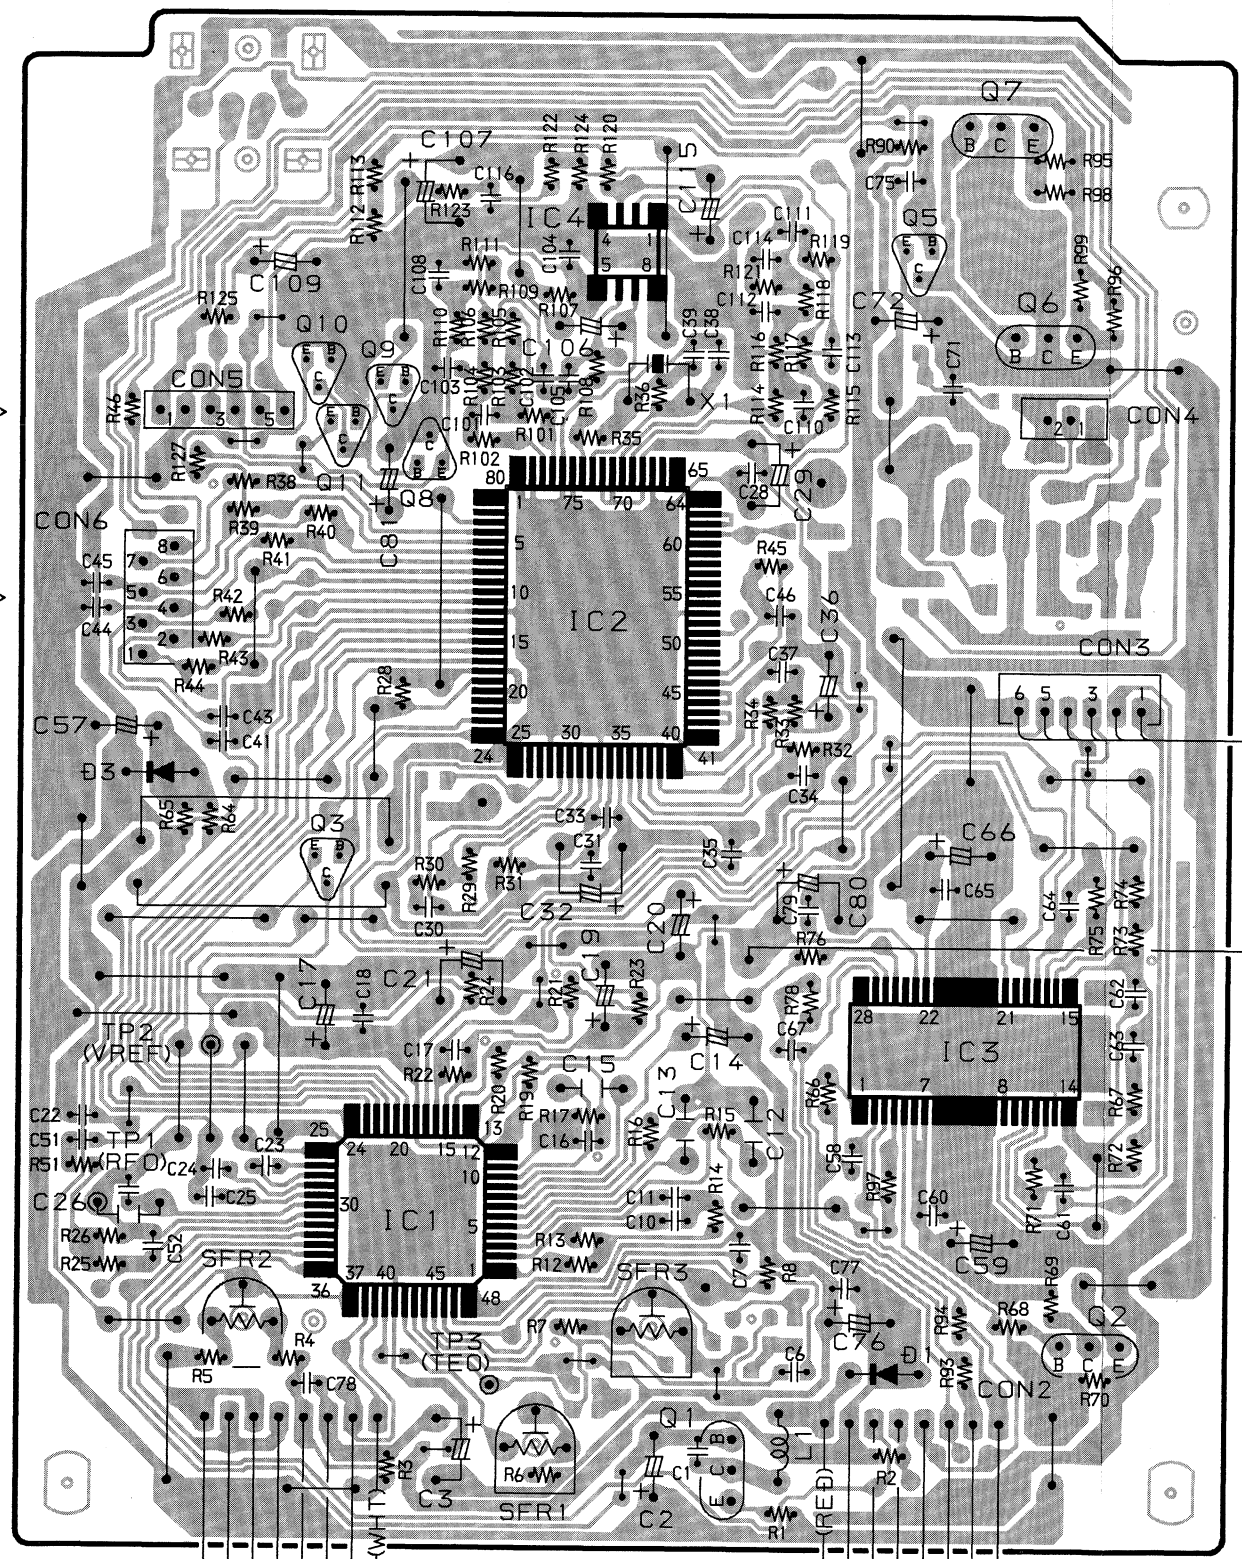 Q7
B C E
R90
R95
C75
R98
C107
R122
R124
R120
C115
R113
R112
C116
R123
IC4
4 1
5 8
C104
C111
C114
R119
R121
C112
R118
Q5
E B
C
R99
R96
C109
R125
C108
R111
R109
R107
R110
R106
R105
C106
C39
C38
R116
R117
C113
C72
Q6
B C E
C71
Q10
Q9
E B
C
C103
R104
R103
C102
C105
R108
R36
X1
R114
C110
R115
CON5
1 3 5
R46
C101
R101
R102
R35
CON4
2 1
R127
R38
Q11
Q8
C81
R39
R40
R41
80
65
1 75 70 64
C28
C29
CON6
8
7
6
5
4
3
2
1
C45
C44
R42
R43
R44
5
10
15
20
60
55
50
45
IC2
25 30 35 40
24
41
R45
C46
C36
C37
R34
R33
R32
C34
R28
CON3
6 5 3 1
C57
C43
C41
D3
R65
R64
Q3
E B
C
C33
C31
C35
R30
R29
R31
C30
C32
C20
C79
C80
R76
C66
C65
C64
R75
R74
R73
C17
C18
C21
R24
R21
C19
R23
R78
C67
C14
28 22 21 15
IC3
1 7 8 14
C62
C63
R67
R72
R66
TP2
(VREF)
C17
R22
R20
R19
C15
R17
C16
R16
C13
R15
C12
R14
C58
R97
C60
C59
R71
C61
C22
C51
R51
TP1
(RFO)
C23
C24
C25
C26
R26
R25
C52
25
13
24 20 15 12
10
30
IC1
5
37 40 45 1
36
48
C11
C10
R13
R12
C7
R8
C77
C76
SFR2
SFR3
R7
C6
D1
R94
R93
R68
R69
Q2
B C E
R70
CON2
R5
R4
C78
TP3
(TEO)
R3
C3
R6
SFR1
Q1
B
C
E
C1
C2
L1
R1
R2
(WHT)
(RED)